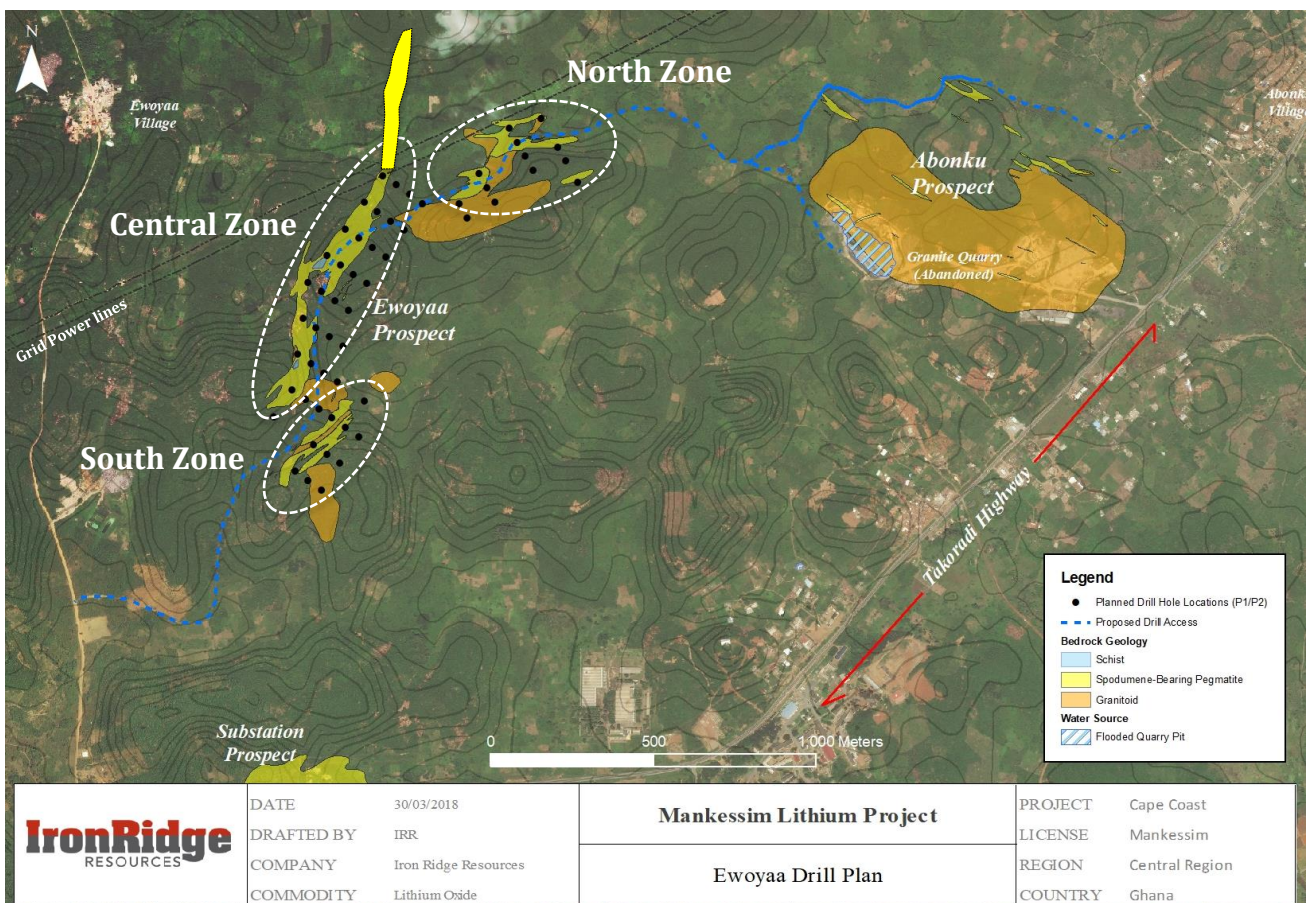 N
North Zone
Ewoyaa
Village
Abonku
Prospect
Central Zone
Granite Quarry
(Abandoned)
Ewoyaa
Prospect
Grid Power lines
South Zone
Takoradi Highway
Legend
Planned Drill Hole Locations (P1/P2)
Proposed Drill Access
Bedrock Geology
Schist
Spodumene-Bearing Pegmatite
Granitoid
Water Source
Flooded Quarry Pit
Substation
Prospect
0 500 1,000 Meters
IronRidge
RESOURCES
DATE 30/03/2018
DRAFTED BY IRR
COMPANY Iron Ridge Resources
COMMODITY Lithium Oxide
Mankessim Lithium Project
Ewoyaa Drill Plan
PROJECT Cape Coast
LICENSE Mankessim
REGION Central Region
COUNTRY Ghana